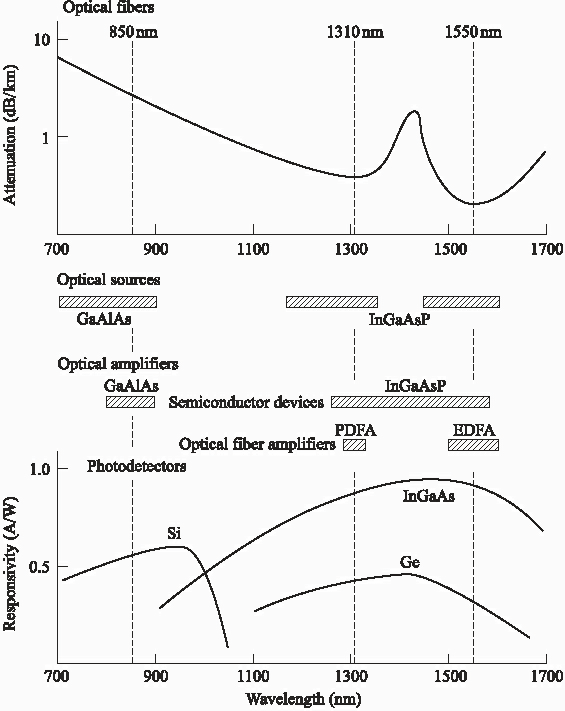 Optical fibers
850 nm 1310 nm 1550 nm
10
1
Attenuation (dB/km)
700 900 1100 1300 1500 1700
Optical sources
GaAlAs InGaAsP
Optical amplifiers
GaAlAs InGaAsP
Semiconductor devices
PDFA EDFA
Optical fiber amplifiers
1.0
Photodetectors
InGaAs
Si
0.5
Ge
Responsivity (A/W)
700 900 1100 1300 1500 1700
Wavelength (nm)